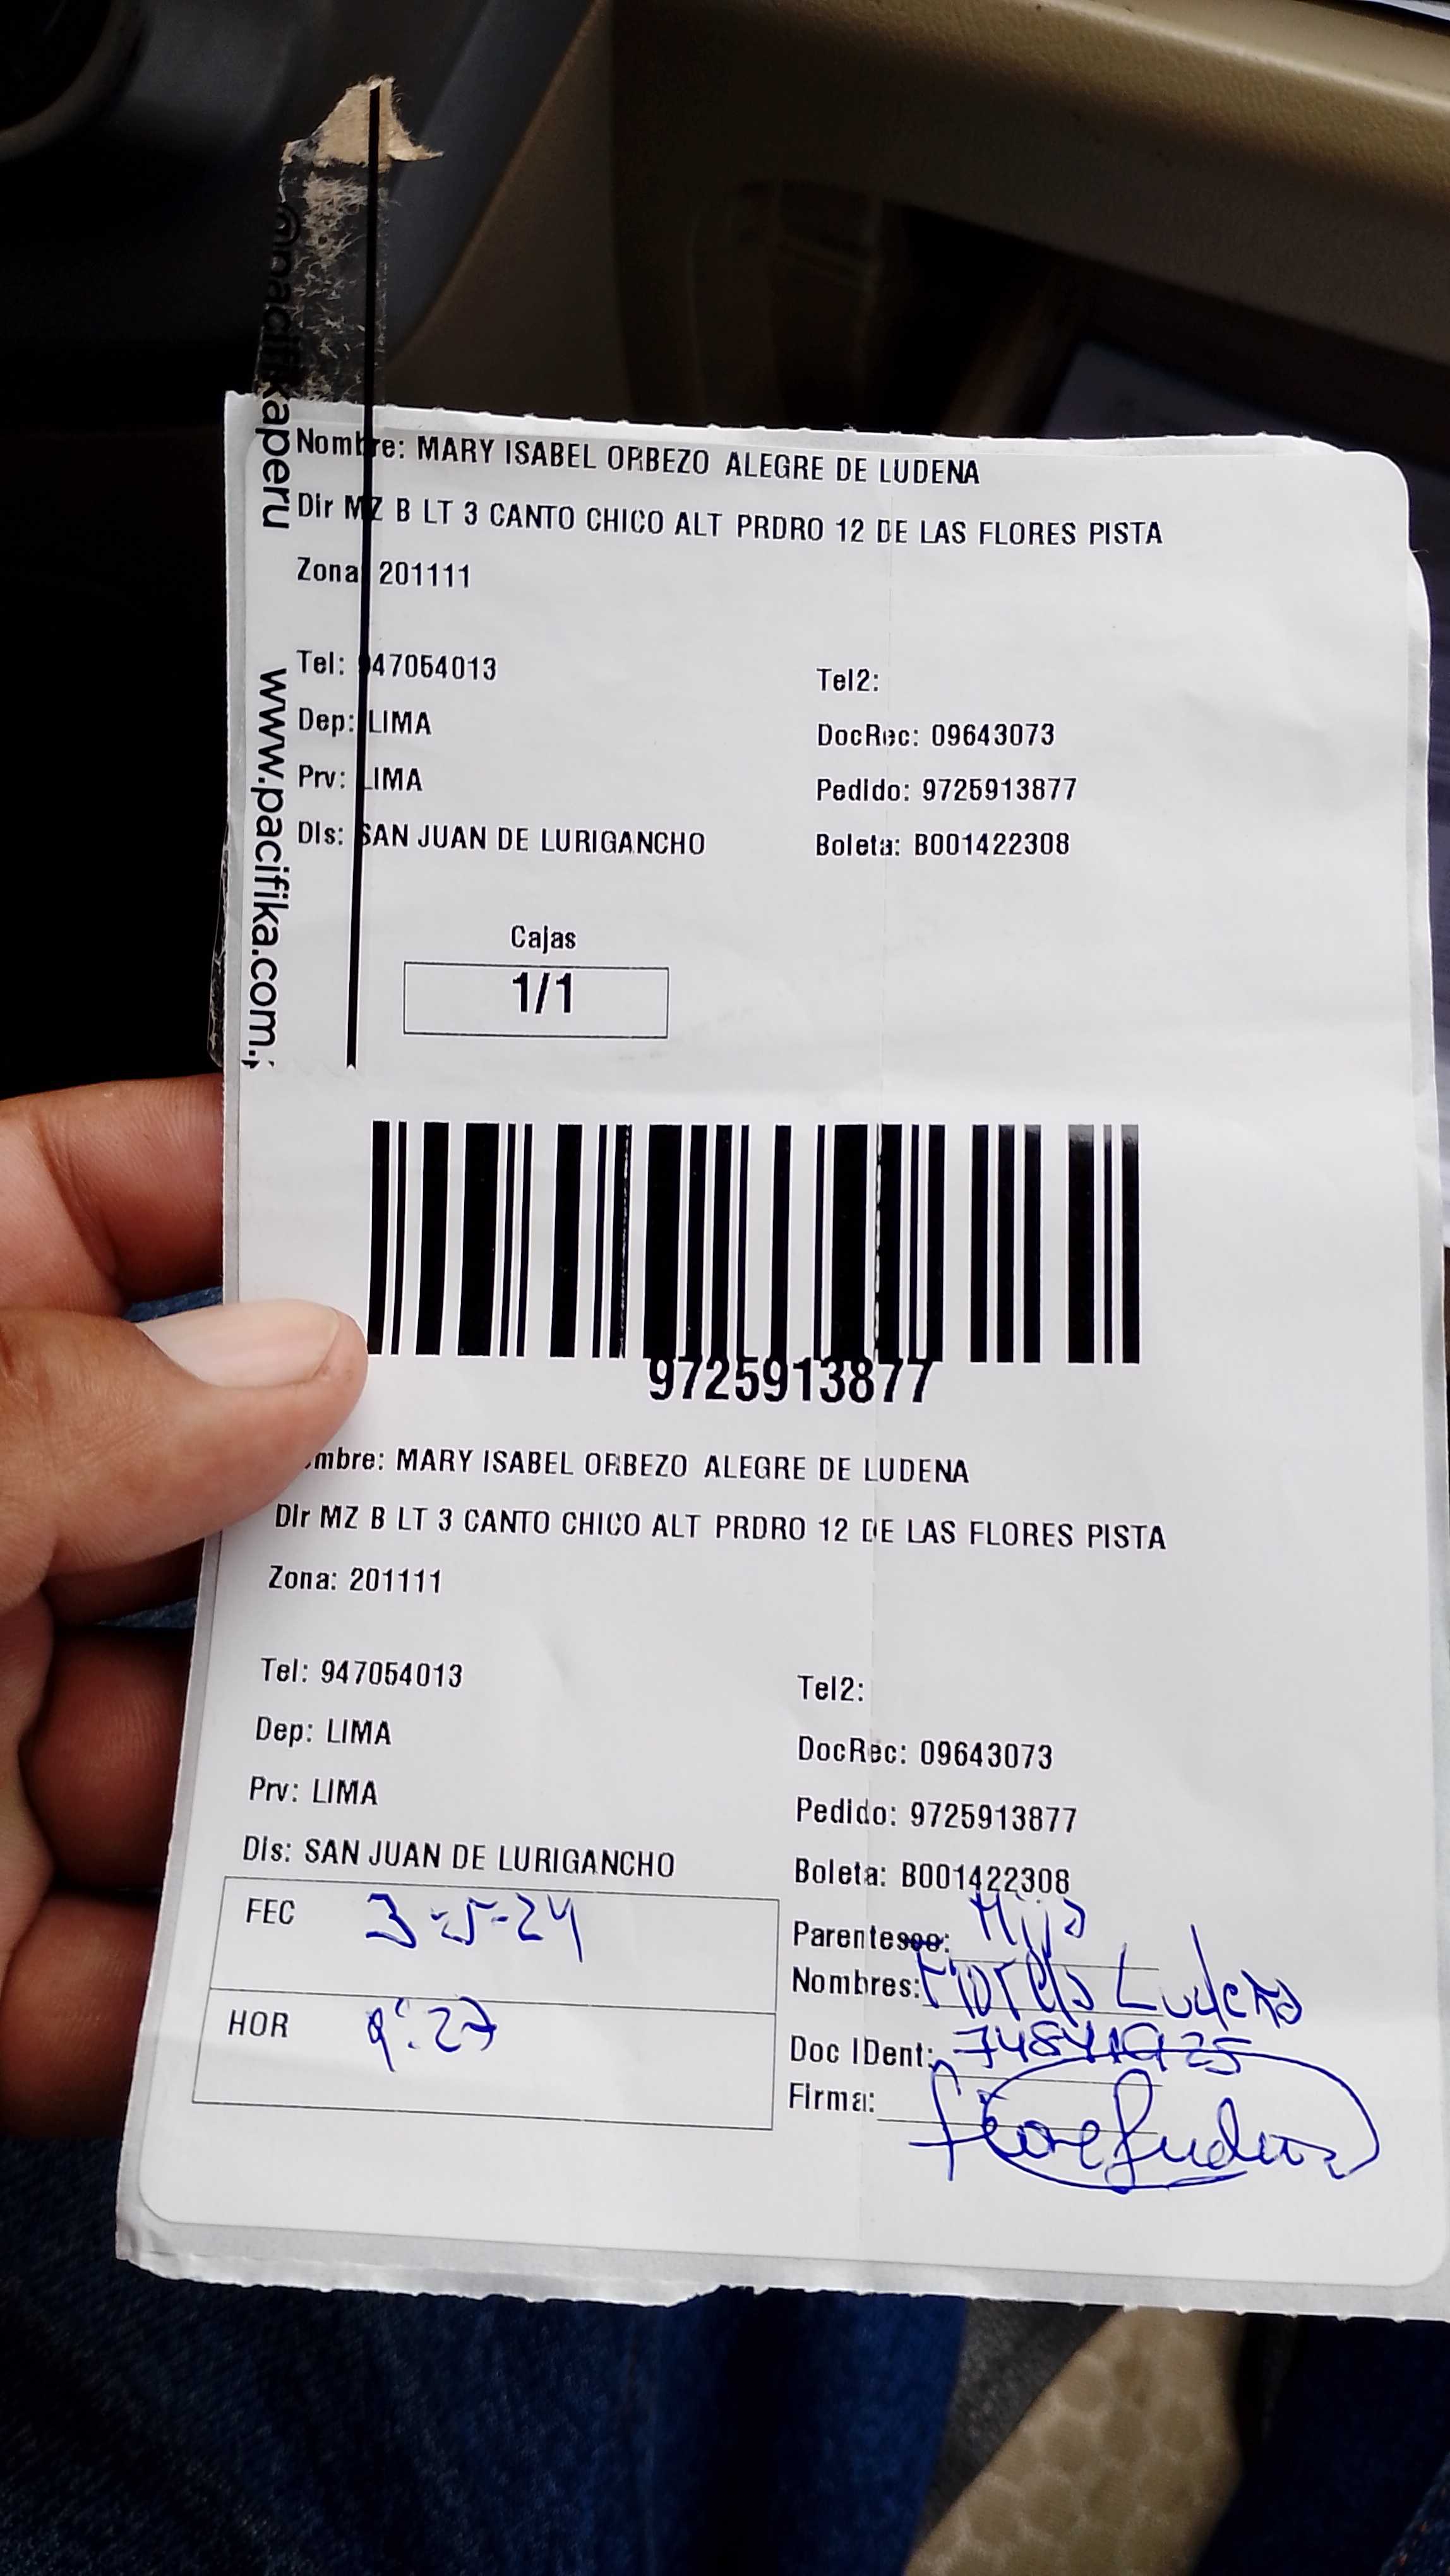 @pacifikaperu
www.pacifika.com.
Nombre: MARY ISABEL ORBEZO ALEGRE DE LUDENA
Dir MZ B LT 3 CANTO CHICO ALT PRDRO 12 DE LAS FLORES PISTA
Zona: 201111
Tel: 947054013 Tel2:
Dep: LIMA DocRec: 09643073
Prv: LIMA Pedido: 9725913877
Dis: SAN JUAN DE LURIGANCHO Boleta: B001422308
Cajas
1/1
9725913877
mbre: MARY ISABEL ORBEZO ALEGRE DE LUDENA
Dir MZ B LT 3 CANTO CHICO ALT PRDRO 12 DE LAS FLORES PISTA
Zona: 201111
Tel: 947054013 Tel2:
Dep: LIMA DocRec: 09643073
Prv: LIMA Pedido: 9725913877
Dis: SAN JUAN DE LURIGANCHO Boleta: B001422308
FEC 3-5-24 Parentesco: Hija
Nombres: Fiorella Ludena
HOR 9:27 Doc IDent:
Firma: